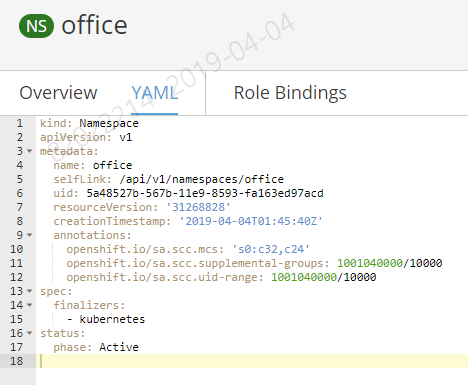 NS office
Overview YAML Role Bindings
1 kind: Namespace
2 apiVersion: v1
3 metadata:
4 name: office
5 selfLink: /api/v1/namespaces/office
6 uid: 5a48527b-567b-11e9-8593-fa163ed97acd
7 resourceVersion: '31268828'
8 creationTimestamp: '2019-04-04T01:45:40Z'
9 annotations:
10 openshift.io/sa.scc.mcs: 's0:c32,c24'
11 openshift.io/sa.scc.supplemental-groups: 1001040000/10000
12 openshift.io/sa.scc.uid-range: 1001040000/10000
13 spec:
14 finalizers:
15 - kubernetes
16 status:
17 phase: Active
18
2019-04-04